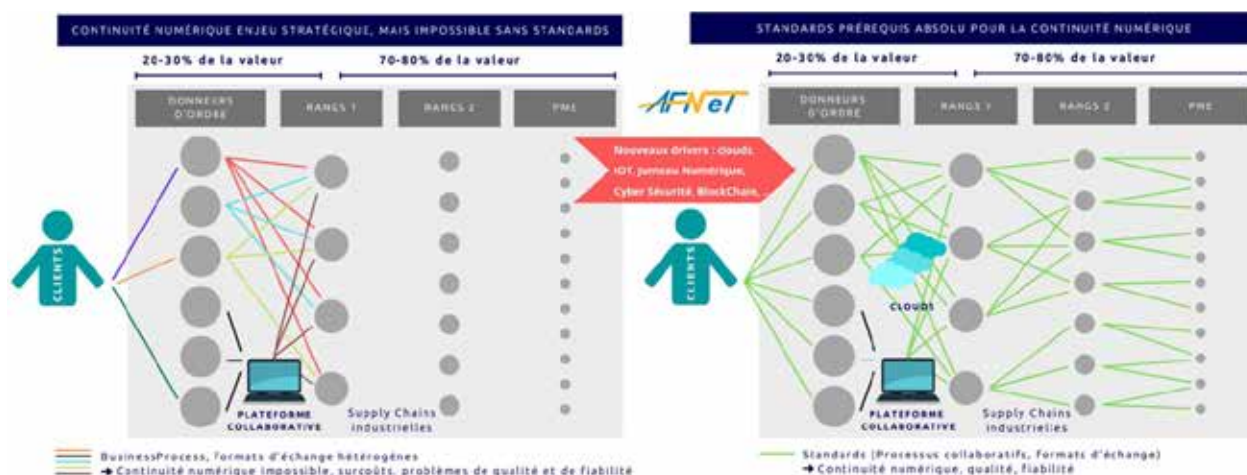 CONTINUITÉ NUMÉRIQUE ENJEU STRATÉGIQUE, MAIS IMPOSSIBLE SANS STANDARDS
20-30% de la valeur
70-80% de la valeur
DONNEURS
D'ORDRE
RANGS 1
RANGS 2
PME
CLIENTS
PLATEFORME
COLLABORATIVE
Supply Chains
industrielles
BusinessProcess, formats d'échange hétérogènes
➔ Continuité numérique impossible, surcoûts, problèmes de qualité et de fiabilité
AFNeT
Nouveaux drivers : clouds,
IOT, Jumeau Numérique,
Cyber Sécurité, BlockChain,
STANDARDS PRÉREQUIS ABSOLU POUR LA CONTINUITÉ NUMÉRIQUE
20-30% de la valeur
70-80% de la valeur
DONNEURS
D'ORDRE
RANGS 1
RANGS 2
PME
CLIENTS
CLOUDS
PLATEFORME
COLLABORATIVE
Supply Chains
industrielles
Standards (Processus collaboratifs, formats d'échange)
➔ Continuité numérique, qualité, fiabilité